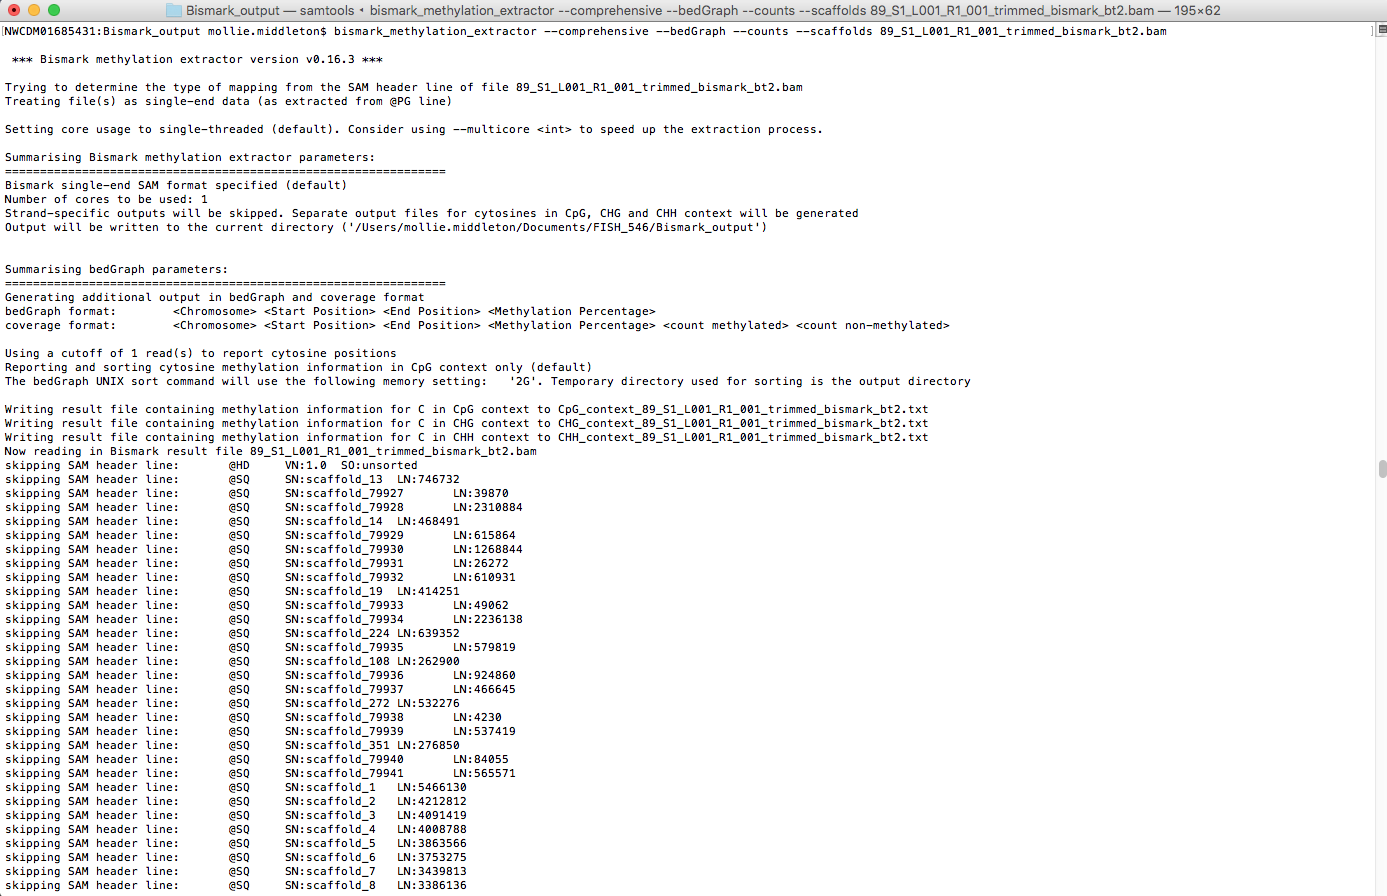 Bismark_output — samtools • bismark_methylation_extractor --comprehensive --bedGraph --counts --scaffolds 89_S1_L001_R1_001_trimmed_bismark_bt2.bam — 195×62
[NWCDM01685431:Bismark_output mollie.middleton$ bismark_methylation_extractor --comprehensive --bedGraph --counts --scaffolds 89_S1_L001_R1_001_trimmed_bismark_bt2.bam ]
*** Bismark methylation extractor version v0.16.3 ***
Trying to determine the type of mapping from the SAM header line of file 89_S1_L001_R1_001_trimmed_bismark_bt2.bam
Treating file(s) as single-end data (as extracted from @PG line)
Setting core usage to single-threaded (default). Consider using --multicore <int> to speed up the extraction process.
Summarising Bismark methylation extractor parameters:
===============================================================
Bismark single-end SAM format specified (default)
Number of cores to be used: 1
Strand-specific outputs will be skipped. Separate output files for cytosines in CpG, CHG and CHH context will be generated
Output will be written to the current directory ('/Users/mollie.middleton/Documents/FISH_546/Bismark_output')
Summarising bedGraph parameters:
===============================================================
Generating additional output in bedGraph and coverage format
bedGraph format: <Chromosome> <Start Position> <End Position> <Methylation Percentage>
coverage format: <Chromosome> <Start Position> <End Position> <Methylation Percentage> <count methylated> <count non-methylated>
Using a cutoff of 1 read(s) to report cytosine positions
Reporting and sorting cytosine methylation information in CpG context only (default)
The bedGraph UNIX sort command will use the following memory setting: '2G'. Temporary directory used for sorting is the output directory
Writing result file containing methylation information for C in CpG context to CpG_context_89_S1_L001_R1_001_trimmed_bismark_bt2.txt
Writing result file containing methylation information for C in CHG context to CHG_context_89_S1_L001_R1_001_trimmed_bismark_bt2.txt
Writing result file containing methylation information for C in CHH context to CHH_context_89_S1_L001_R1_001_trimmed_bismark_bt2.txt
Now reading in Bismark result file 89_S1_L001_R1_001_trimmed_bismark_bt2.bam
skipping SAM header line: @HD VN:1.0 SO:unsorted
skipping SAM header line: @SQ SN:scaffold_13 LN:746732
skipping SAM header line: @SQ SN:scaffold_79927 LN:39870
skipping SAM header line: @SQ SN:scaffold_79928 LN:2310884
skipping SAM header line: @SQ SN:scaffold_14 LN:468491
skipping SAM header line: @SQ SN:scaffold_79929 LN:615864
skipping SAM header line: @SQ SN:scaffold_79930 LN:1268844
skipping SAM header line: @SQ SN:scaffold_79931 LN:26272
skipping SAM header line: @SQ SN:scaffold_79932 LN:610931
skipping SAM header line: @SQ SN:scaffold_19 LN:414251
skipping SAM header line: @SQ SN:scaffold_79933 LN:49062
skipping SAM header line: @SQ SN:scaffold_79934 LN:2236138
skipping SAM header line: @SQ SN:scaffold_224 LN:639352
skipping SAM header line: @SQ SN:scaffold_79935 LN:579819
skipping SAM header line: @SQ SN:scaffold_108 LN:262900
skipping SAM header line: @SQ SN:scaffold_79936 LN:924860
skipping SAM header line: @SQ SN:scaffold_79937 LN:466645
skipping SAM header line: @SQ SN:scaffold_272 LN:532276
skipping SAM header line: @SQ SN:scaffold_79938 LN:4230
skipping SAM header line: @SQ SN:scaffold_79939 LN:537419
skipping SAM header line: @SQ SN:scaffold_351 LN:276850
skipping SAM header line: @SQ SN:scaffold_79940 LN:84055
skipping SAM header line: @SQ SN:scaffold_79941 LN:565571
skipping SAM header line: @SQ SN:scaffold_1 LN:5466130
skipping SAM header line: @SQ SN:scaffold_2 LN:4212812
skipping SAM header line: @SQ SN:scaffold_3 LN:4091419
skipping SAM header line: @SQ SN:scaffold_4 LN:4008788
skipping SAM header line: @SQ SN:scaffold_5 LN:3863566
skipping SAM header line: @SQ SN:scaffold_6 LN:3753275
skipping SAM header line: @SQ SN:scaffold_7 LN:3439813
skipping SAM header line: @SQ SN:scaffold_8 LN:3386136